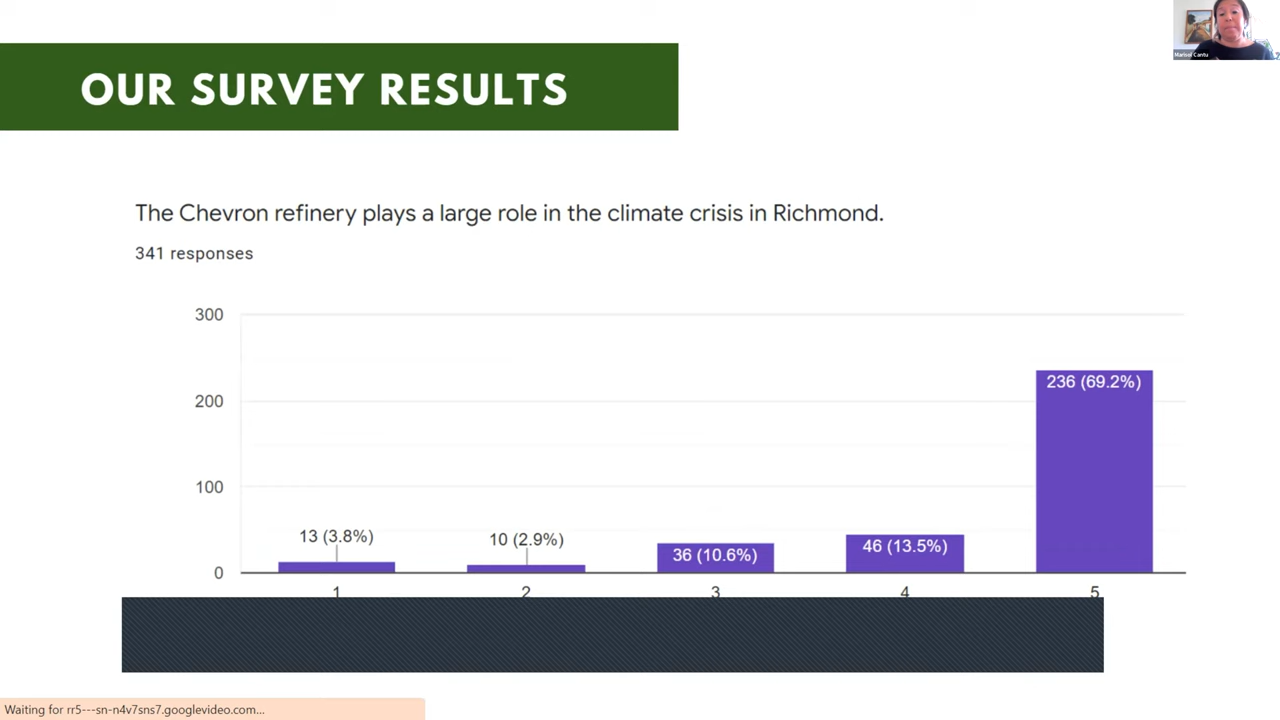 Marissi Cantu
OUR SURVEY RESULTS
The Chevron refinery plays a large role in the climate crisis in Richmond.
341 responses
300
200
100
0
13 (3.8%)
10 (2.9%)
36 (10.6%)
46 (13.5%)
236 (69.2%)
1
2
3
4
5
Waiting for rr5---sn-n4v7sns7.googlevideo.com...